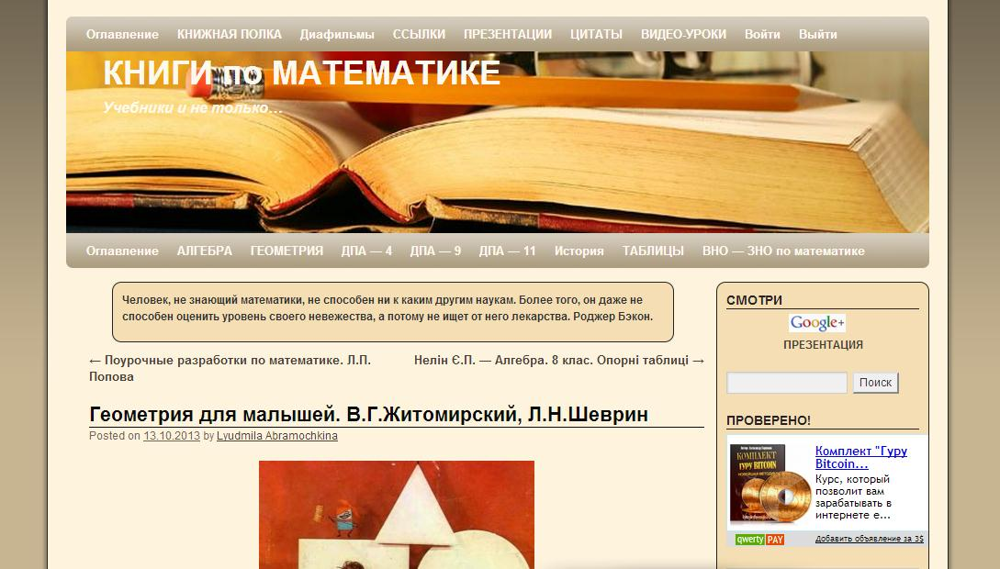 Оглавление КНИЖНАЯ ПОЛКА Диафильмы ССЫЛКИ ПРЕЗЕНТАЦИИ ЦИТАТЫ ВИДЕО-УРОКИ Войти Выйти
КНИГИ по МАТЕМАТИКЕ
Учебники и не только…
Оглавление АЛГЕБРА ГЕОМЕТРИЯ ДПА — 4 ДПА — 9 ДПА — 11 История ТАБЛИЦЫ ВНО — ЗНО по математике
Человек, не знающий математики, не способен ни к каким другим наукам. Более того, он даже не
способен оценить уровень своего невежества, а потому не ищет от него лекарства. Роджер Бэкон.
← Поурочные разработки по математике. Л.П.
Попова
Нелін Є.П. — Алгебра. 8 клас. Опорні таблиці →
Геометрия для малышей. В.Г.Житомирский, Л.Н.Шеврин
Posted on 13.10.2013 by Lyudmila Abramochkina
СМОТРИ
Google+
ПРЕЗЕНТАЦИЯ
Поиск
ПРОВЕРЕНО!
КОМПЛЕКТ
ГУРУ BITCOIN
Комплект "Гуру
Bitcoin…
Курс, который
позволит вам
зарабатывать в
интернете е…
qwerty PAY
Добавить объявление за 3$